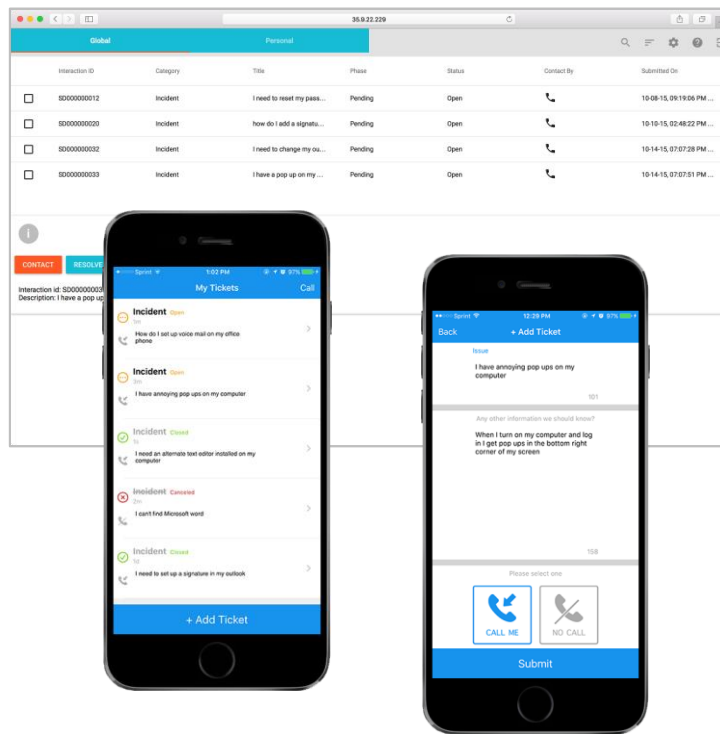 35.9.22.229
Global Personal
Interaction ID Category Title Phase Status Contact By Submitted On
SD000000012 Incident I need to reset my pass... Pending Open 10-08-15, 09:19:06 PM ...
SD000000020 Incident how do I add a signatu... Pending Open 10-10-15, 02:48:22 PM ...
SD000000032 Incident I need to change my ou... Pending Open 10-14-15, 07:07:28 PM ...
SD000000033 Incident I have a pop up on my ... Pending Open 10-14-15, 07:07:51 PM ...
CONTACT RESOLVE
Interaction id: SD00000003
Description: I have a pop up
Sprint 1:02 PM 97%
My Tickets Call
Incident Open
How do I set up voice mail on my office
phone
Incident Open
3m
I have annoying pop ups on my computer
Incident Closed
1d
I need an alternate text editor installed on my
computer
Incident Canceled
2m
I can't find Microsoft word
Incident Closed
1d
I need to set up a signature in my outlook
+ Add Ticket
Sprint 12:29 PM 97%
Back + Add Ticket
Issue
I have annoying pop ups on my
computer
101
Any other information we should know?
When I turn on my computer and log
in I get pop ups in the bottom right
corner of my screen
158
Please select one
CALL ME NO CALL
Submit